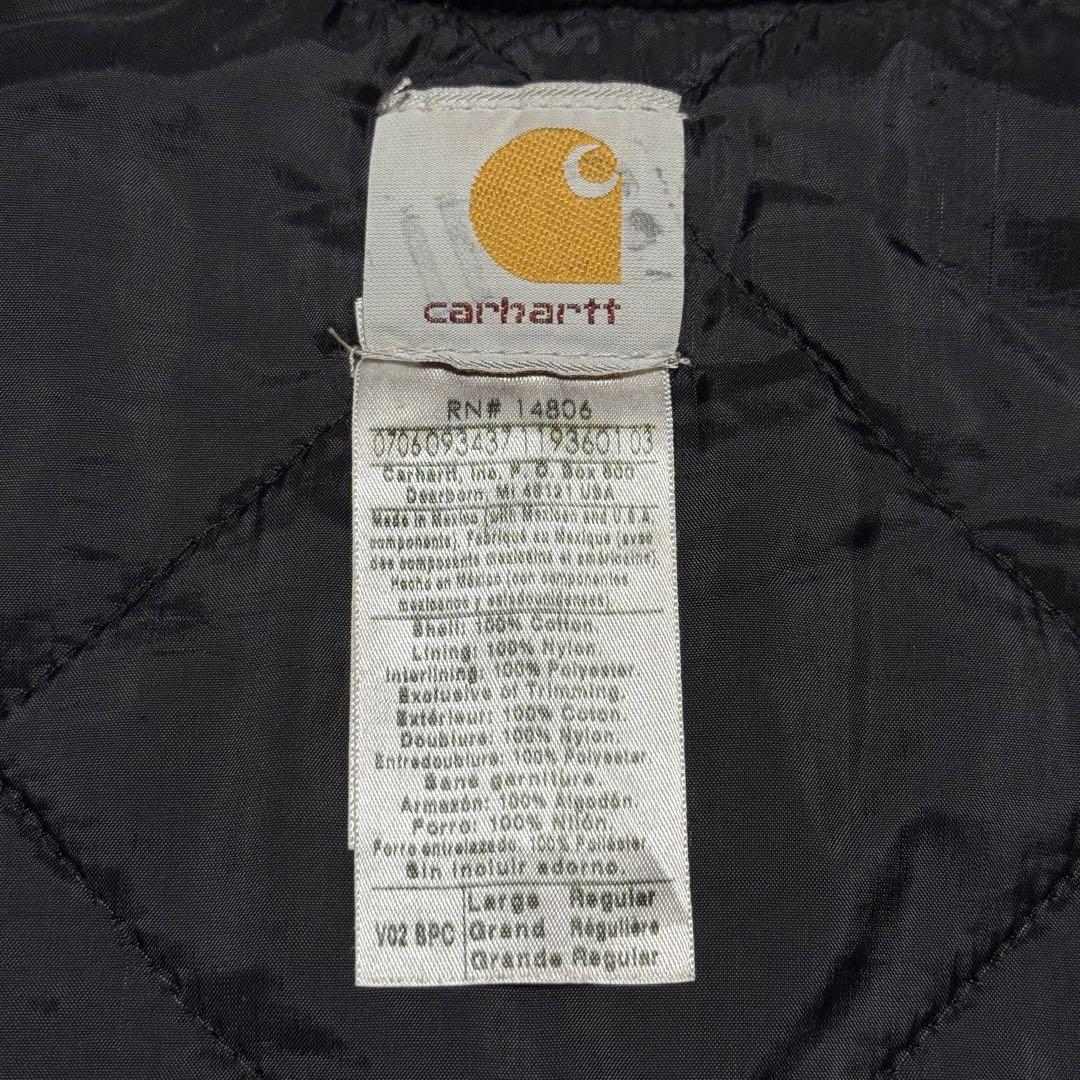 carhartt
RN# 14806
0706093437 1193601 03
Carhartt, Inc. P.O. Box 600
Dearborn, MI 48121 USA
Made in Mexico (with Mexican and U.S.A.
components). Fabriqué au Mexique (avec
des composants mexicains et américains).
Hecho en México (con componentes
mexicanos y estadounidenses).
Shell: 100% Cotton.
Lining: 100% Nylon.
Interlining: 100% Polyester.
Exclusive of Trimming.
Extérieur: 100% Coton.
Doublure: 100% Nylon.
Entredoublure: 100% Polyester
Sans garniture.
Armazón: 100% Algodón.
Forro: 100% Nilón.
Forro entrelazado, 100% Poliester
Sin incluir adorno.
V02 BPC
Large Regular
Grand Régulière
Grande Regular